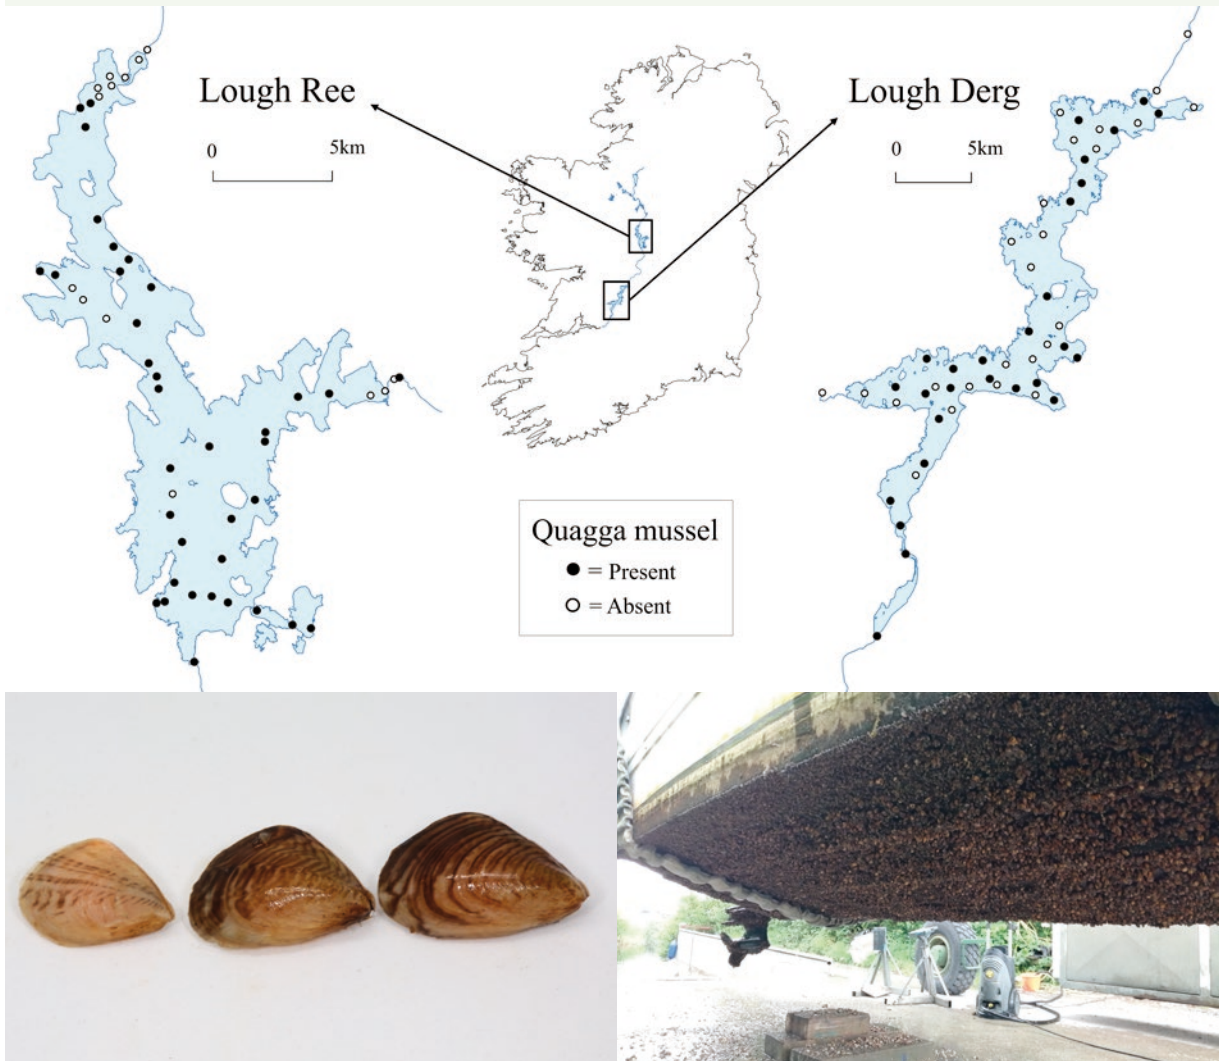 Lough Ree
0 5km
Lough Derg
0 5km
Quagga mussel
= Present
= Absent